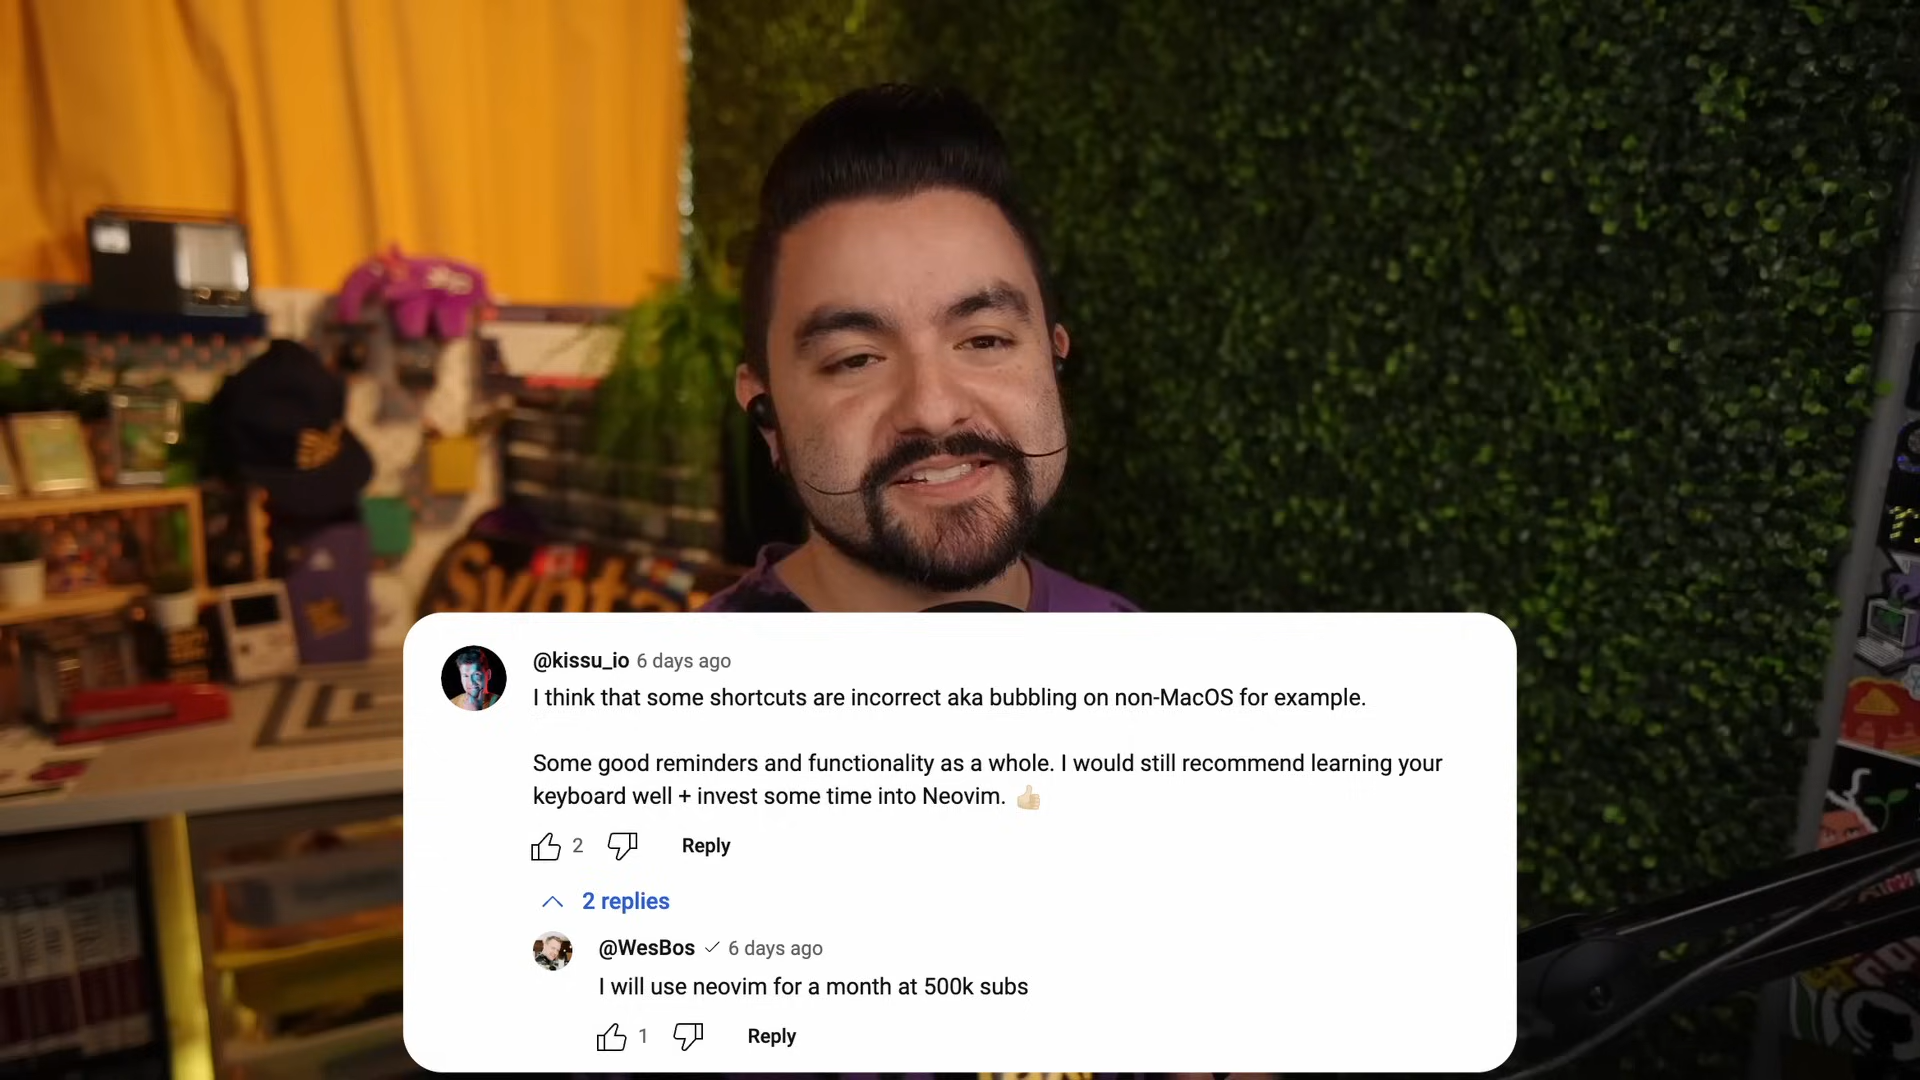 Synta
@kissu_io 6 days ago
I think that some shortcuts are incorrect aka bubbling on non-MacOS for example.
Some good reminders and functionality as a whole. I would still recommend learning your
keyboard well + invest some time into Neovim. 👍🏻
2 Reply
2 replies
@WesBos 6 days ago
I will use neovim for a month at 500k subs
1 Reply